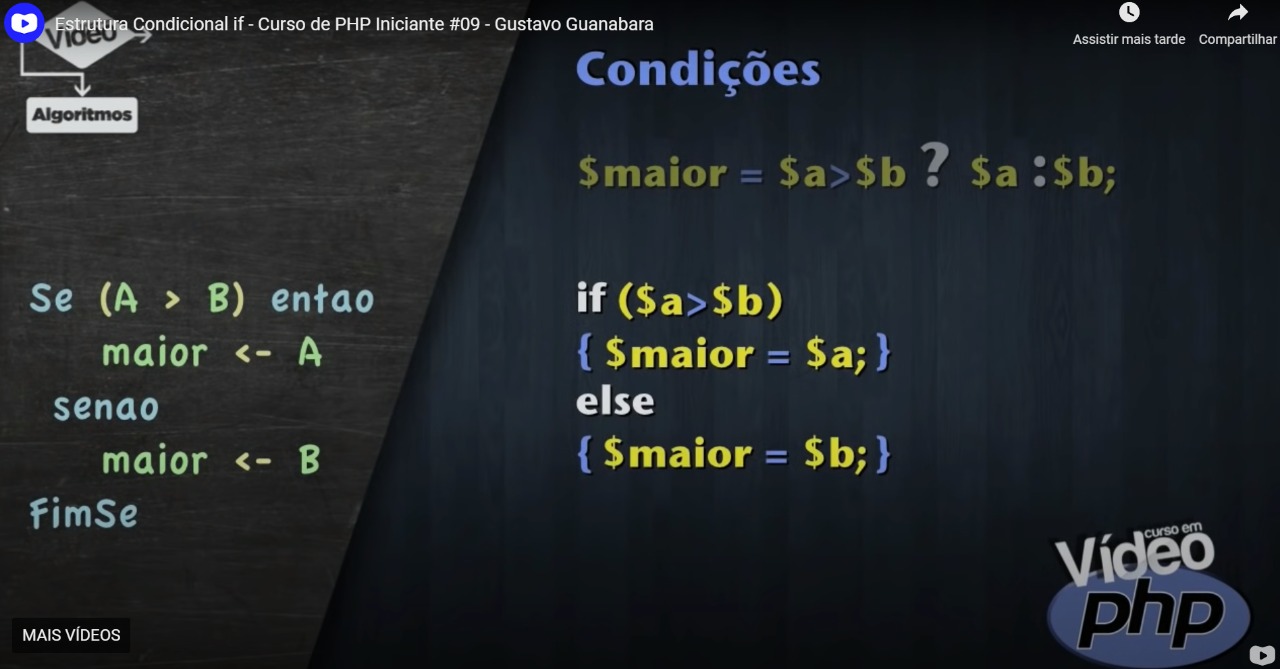 Estrutura Condicional if - Curso de PHP Iniciante #09 - Gustavo Guanabara
Assistir mais tarde
Compartilhar
Vídeo
Algoritmos
Condições
$maior = $a>$b ? $a :$b;
Se (A > B) entao
maior <- A
senao
maior <- B
FimSe
if ($a>$b)
{ $maior = $a; }
else
{ $maior = $b; }
curso em
Vídeo
php
MAIS VÍDEOS